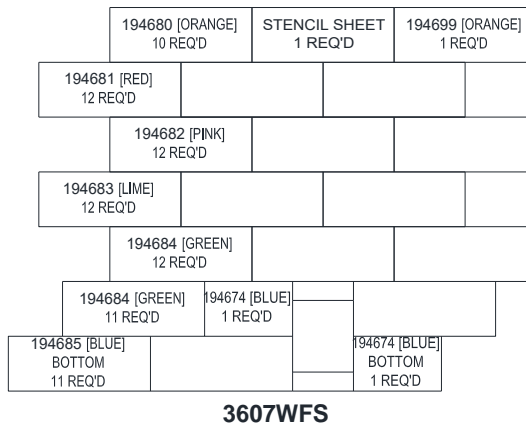 194680 [ORANGE]
10 REQ'D
STENCIL SHEET
1 REQ'D
194699 [ORANGE]
1 REQ'D
194681 [RED]
12 REQ'D
194682 [PINK]
12 REQ'D
194683 [LIME]
12 REQ'D
194684 [GREEN]
12 REQ'D
194684 [GREEN]
11 REQ'D
194674 [BLUE]
1 REQ'D
194685 [BLUE]
BOTTOM
11 REQ'D
194674 [BLUE]
BOTTOM
1 REQ'D
3607WFS